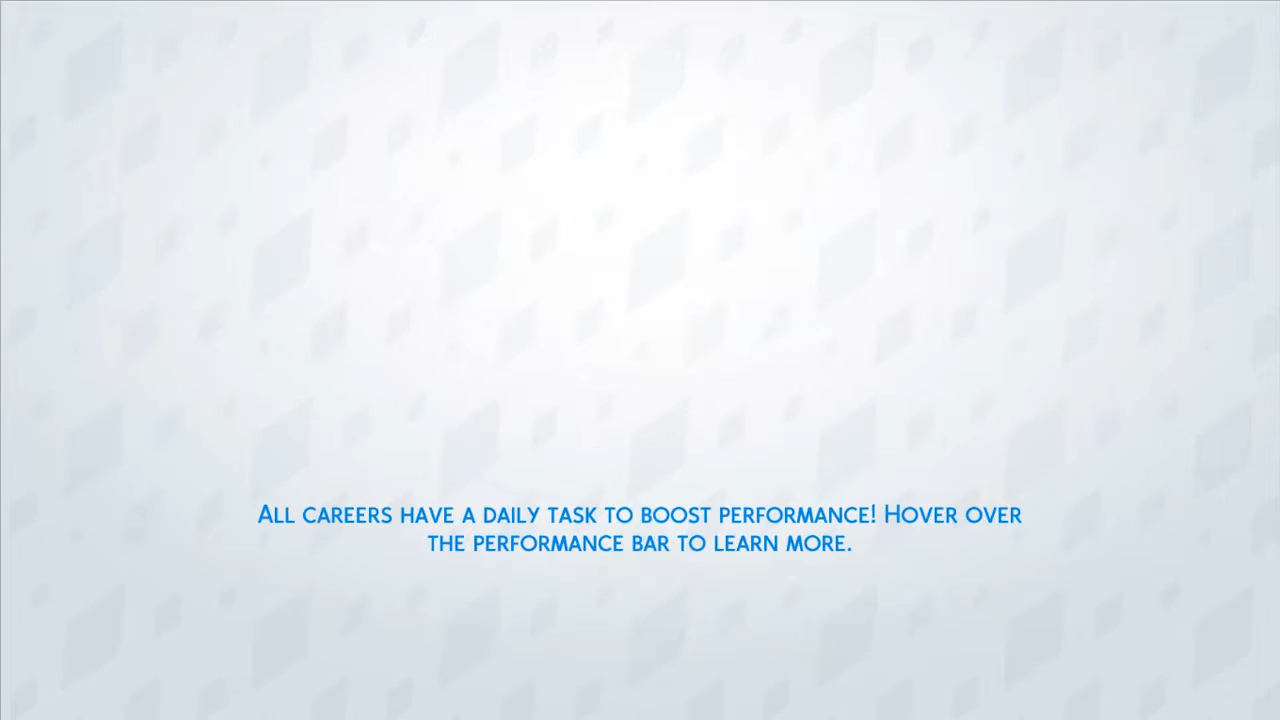 All careers have a daily task to boost performance! Hover over
the performance bar to learn more.